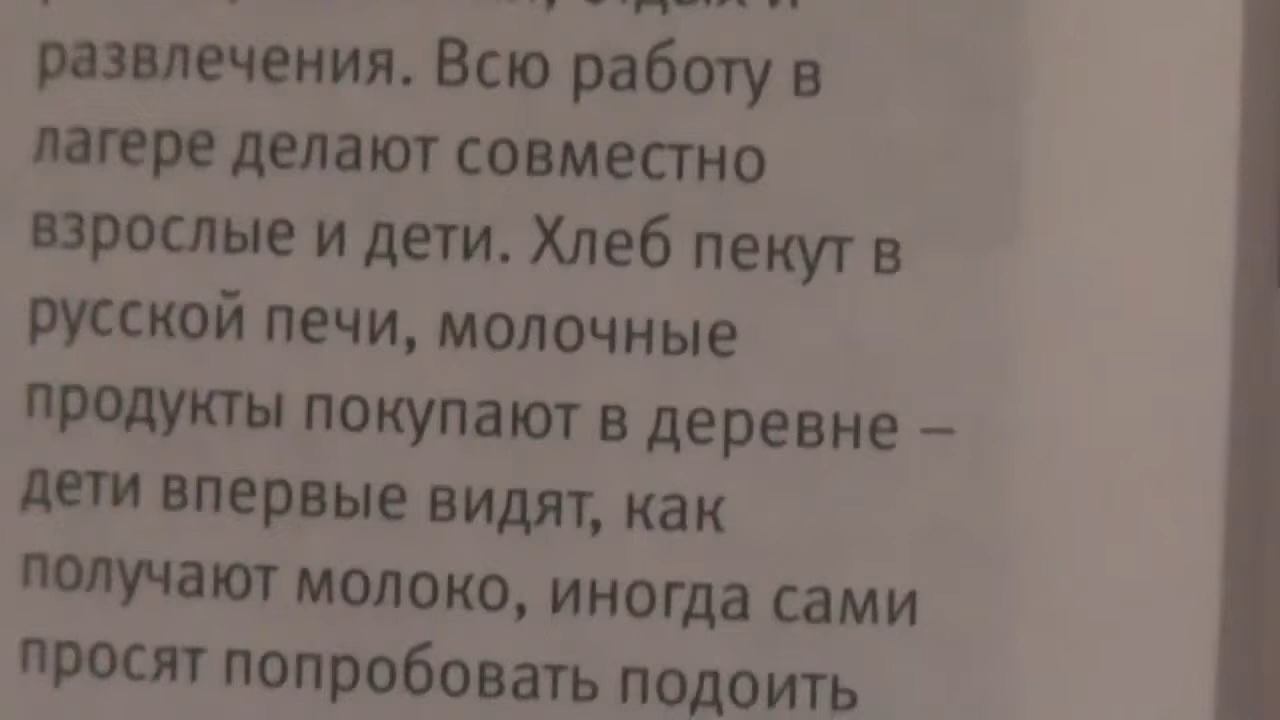 отдых и
развлечения. Всю работу в
лагере делают совместно
взрослые и дети. Хлеб пекут в
русской печи, молочные
продукты покупают в деревне –
дети впервые видят, как
получают молоко, иногда сами
просят попробовать подоить